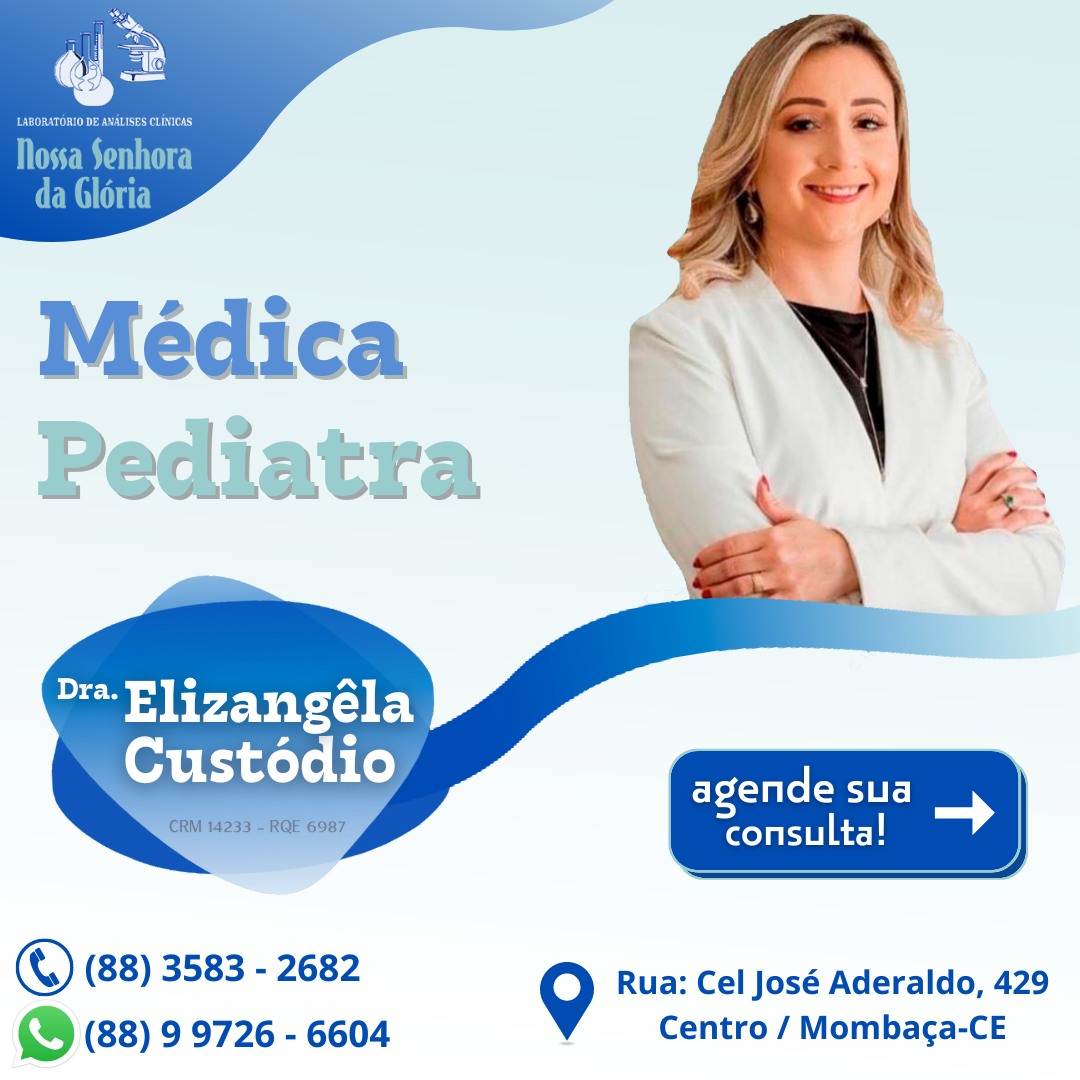 LABORATÓRIO DE ANÁLISES CLÍNICAS
Nossa Senhora
da Glória
Médica
Pediatra
Dra. Elizangêla
Custódio
CRM 14233 - RQE 6987
agende sua
consulta!
(88) 3583 - 2682
(88) 9 9726 - 6604
Rua: Cel José Aderaldo, 429
Centro / Mombaça-CE